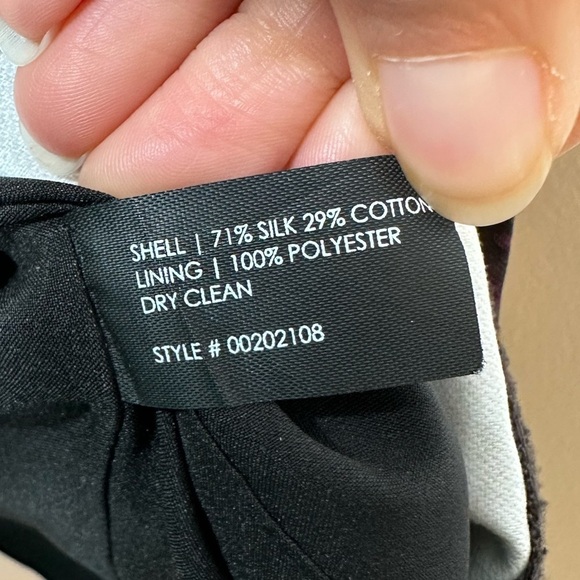 SHELL | 71% SILK 29% COTTON
LINING | 100% POLYESTER
DRY CLEAN
STYLE # 00202108